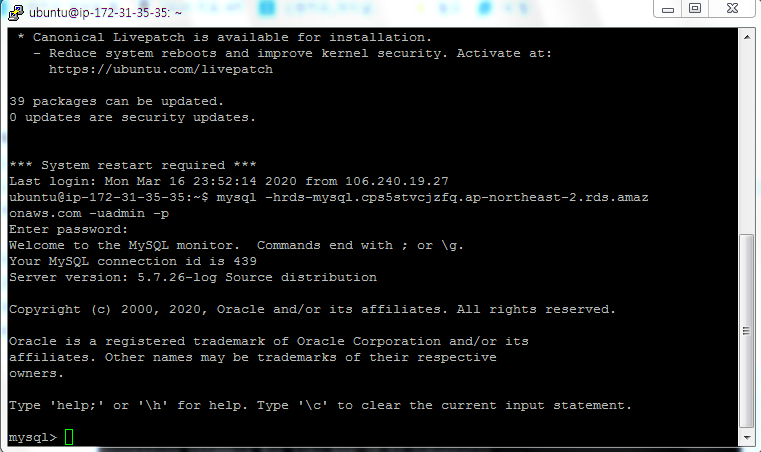 ubuntu@ip-172-31-35-35: ~
* Canonical Livepatch is available for installation.
- Reduce system reboots and improve kernel security. Activate at:
https://ubuntu.com/livepatch
39 packages can be updated.
0 updates are security updates.
*** System restart required ***
Last login: Mon Mar 16 23:52:14 2020 from 106.240.19.27
ubuntu@ip-172-31-35-35:~$ mysql -hrds-mysql.cps5stvcjzfq.ap-northeast-2.rds.amaz
onaws.com -uadmin -p
Enter password:
Welcome to the MySQL monitor.  Commands end with ; or \g.
Your MySQL connection id is 439
Server version: 5.7.26-log Source distribution
Copyright (c) 2000, 2020, Oracle and/or its affiliates. All rights reserved.
Oracle is a registered trademark of Oracle Corporation and/or its
affiliates. Other names may be trademarks of their respective
owners.
Type 'help;' or '\h' for help. Type '\c' to clear the current input statement.
mysql>